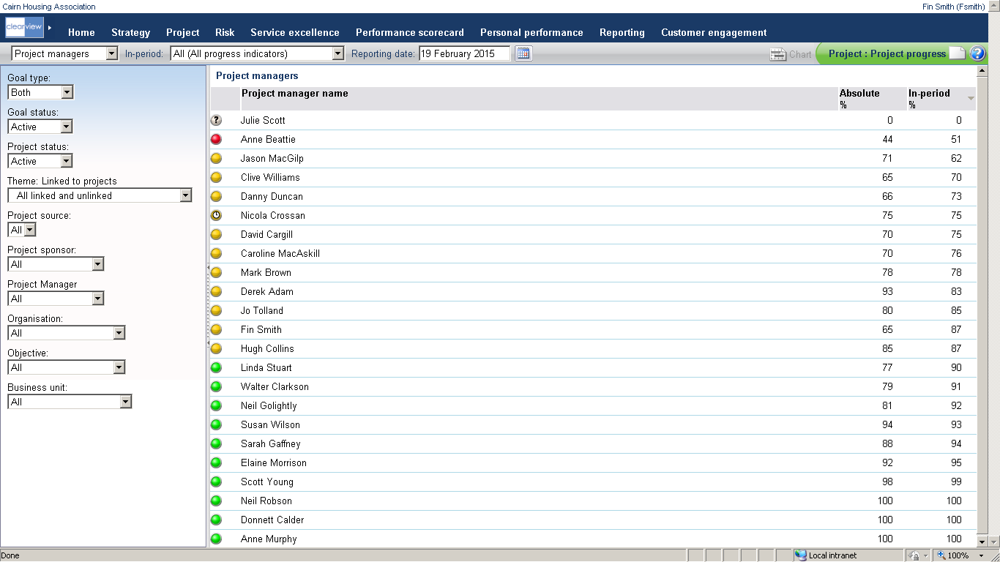 Cairn Housing Association Fin Smith (Fsmith)
clearview Home Strategy Project Risk Service excellence Performance scorecard Personal performance Reporting Customer engagement
Project managers In-period: All (All progress indicators) Reporting date: 19 February 2015 Chart Project : Project progress ?
Goal type:
Both
Goal status:
Active
Project status:
Active
Theme: Linked to projects
All linked and unlinked
Project source:
All
Project sponsor:
All
Project Manager
All
Organisation:
All
Objective:
All
Business unit:
All
Project managers
Project manager name Absolute In-period
% %
? Julie Scott 0 0
Anne Beattie 44 51
Jason MacGilp 71 62
Clive Williams 65 70
Danny Duncan 66 73
Nicola Crossan 75 75
David Cargill 70 75
Caroline MacAskill 70 76
Mark Brown 78 78
Derek Adam 93 83
Jo Tolland 80 85
Fin Smith 65 87
Hugh Collins 85 87
Linda Stuart 77 90
Walter Clarkson 79 91
Neil Golightly 81 92
Susan Wilson 94 93
Sarah Gaffney 88 94
Elaine Morrison 92 95
Scott Young 98 99
Neil Robson 100 100
Donnett Calder 100 100
Anne Murphy 100 100
Done Local intranet 100%